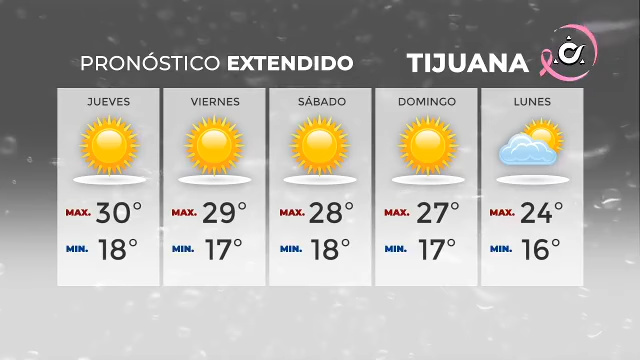 PRONÓSTICO EXTENDIDO
TIJUANA
JUEVES
MAX. 30°
MIN. 18°
VIERNES
MAX. 29°
MIN. 17°
SÁBADO
MAX. 28°
MIN. 18°
DOMINGO
MAX. 27°
MIN. 17°
LUNES
MAX. 24°
MIN. 16°